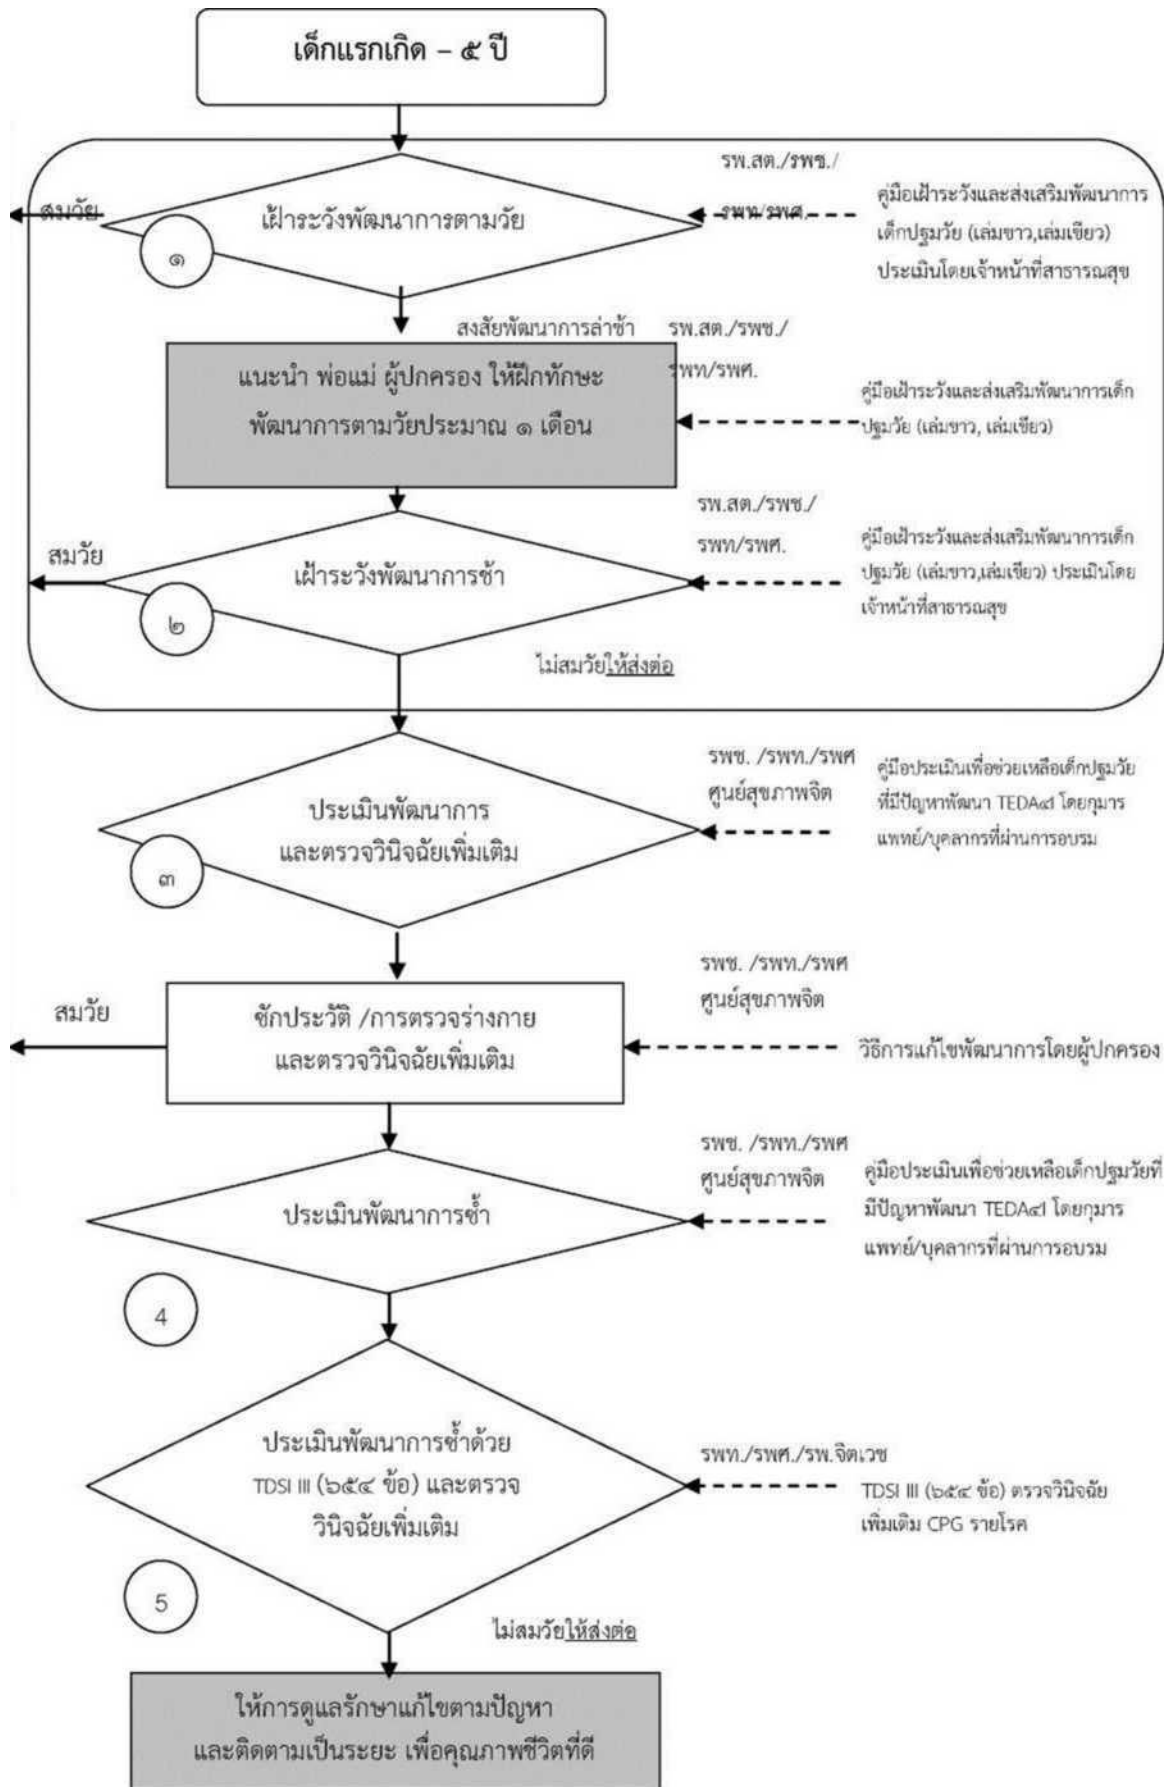 เด็กแรกเกิด – ๕ ปี
รพ.สต./รพช./
สมวัย
เฝ้าระวังพัฒนาการตามวัย
รพท/รพศ.
คู่มือเฝ้าระวังและส่งเสริมพัฒนาการ
เด็กปฐมวัย (เล่มขาว,เล่มเขียว)
ประเมินโดยเจ้าหน้าที่สาธารณสุข
๑
สงสัยพัฒนาการล่าช้า
รพ.สต./รพช./
รพท/รพศ.
แนะนำ พ่อแม่ ผู้ปกครอง ให้ฝึกทักษะ
พัฒนาการตามวัยประมาณ ๑ เดือน
คู่มือเฝ้าระวังและส่งเสริมพัฒนาการเด็ก
ปฐมวัย (เล่มขาว, เล่มเขียว)
รพ.สต./รพช./
รพท/รพศ.
สมวัย
เฝ้าระวังพัฒนาการช้า
คู่มือเฝ้าระวังและส่งเสริมพัฒนาการเด็ก
ปฐมวัย (เล่มขาว,เล่มเขียว) ประเมินโดย
เจ้าหน้าที่สาธารณสุข
๒
ไม่สมวัยให้ส่งต่อ
รพช. /รพท./รพศ
ศูนย์สุขภาพจิต
ประเมินพัฒนาการ
และตรวจวินิจฉัยเพิ่มเติม
คู่มือประเมินเพื่อช่วยเหลือเด็กปฐมวัย
ที่มีปัญหาพัฒนา TEDA๔I โดยกุมาร
แพทย์/บุคลากรที่ผ่านการอบรม
๓
รพช. /รพท./รพศ
ศูนย์สุขภาพจิต
สมวัย
ซักประวัติ /การตรวจร่างกาย
และตรวจวินิจฉัยเพิ่มเติม
วิธีการแก้ไขพัฒนาการโดยผู้ปกครอง
รพช. /รพท./รพศ
ศูนย์สุขภาพจิต
ประเมินพัฒนาการซ้ำ
คู่มือประเมินเพื่อช่วยเหลือเด็กปฐมวัยที่
มีปัญหาพัฒนา TEDA๔I โดยกุมาร
แพทย์/บุคลากรที่ผ่านการอบรม
4
ประเมินพัฒนาการซ้ำด้วย
TDSI III (๖๕๔ ข้อ) และตรวจ
วินิจฉัยเพิ่มเติม
รพท./รพศ./รพ.จิตเวช
TDSI III (๖๕๔ ข้อ) ตรวจวินิจฉัย
เพิ่มเติม CPG รายโรค
5
ไม่สมวัยให้ส่งต่อ
ให้การดูแลรักษาแก้ไขตามปัญหา
และติดตามเป็นระยะ เพื่อคุณภาพชีวิตที่ดี